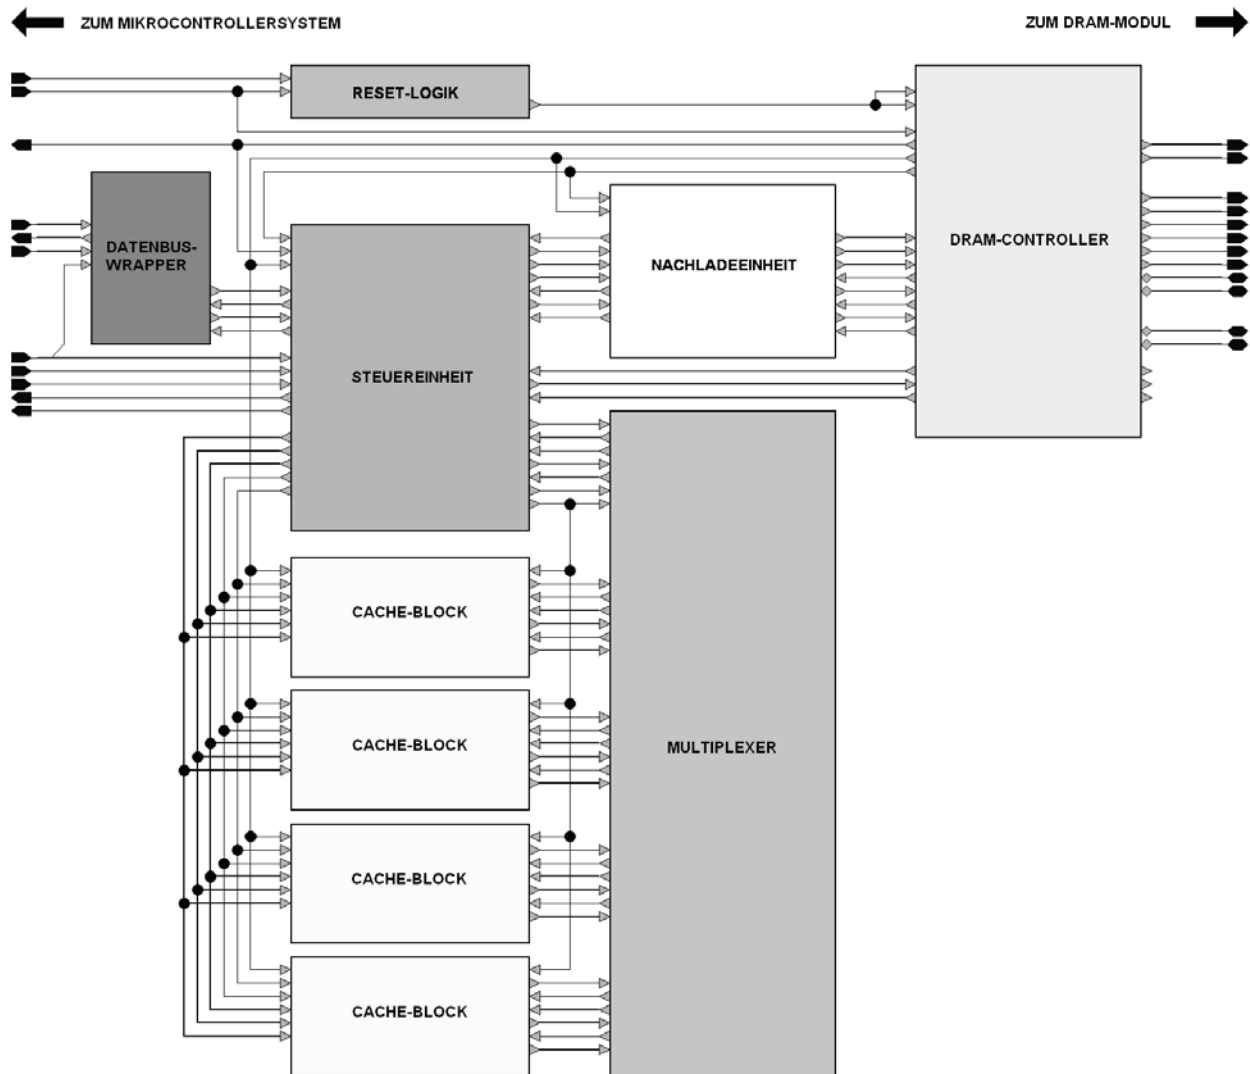 ZUM MIKROCONTROLLERSYSTEM
ZUM DRAM-MODUL
RESET-LOGIK
DATENBUS-
WRAPPER
DRAM-CONTROLLER
NACHLADEEINHEIT
STEUEREINHEIT
CACHE-BLOCK
CACHE-BLOCK
MULTIPLEXER
CACHE-BLOCK
CACHE-BLOCK